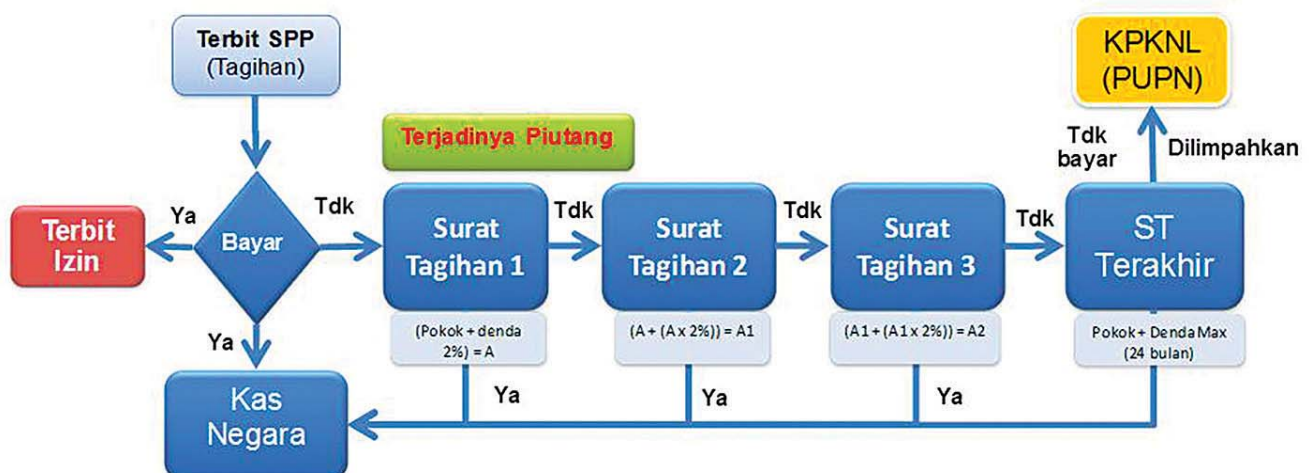 Terbit SPP
(Tagihan)
KPKNL
(PUPN)
Terjadinya Piutang
Tdk
bayar
Dilimpahkan
Terbit
Izin
Ya
Bayar
Tdk
Surat
Tagihan 1
Tdk
Surat
Tagihan 2
Tdk
Surat
Tagihan 3
Tdk
ST
Terakhir
(Pokok + denda
2%) = A
(A + (A x 2%)) = A1
(A1 + (A1 x 2%)) = A2
Pokok + Denda Max
(24 bulan)
Ya
Kas
Negara
Ya
Ya
Ya